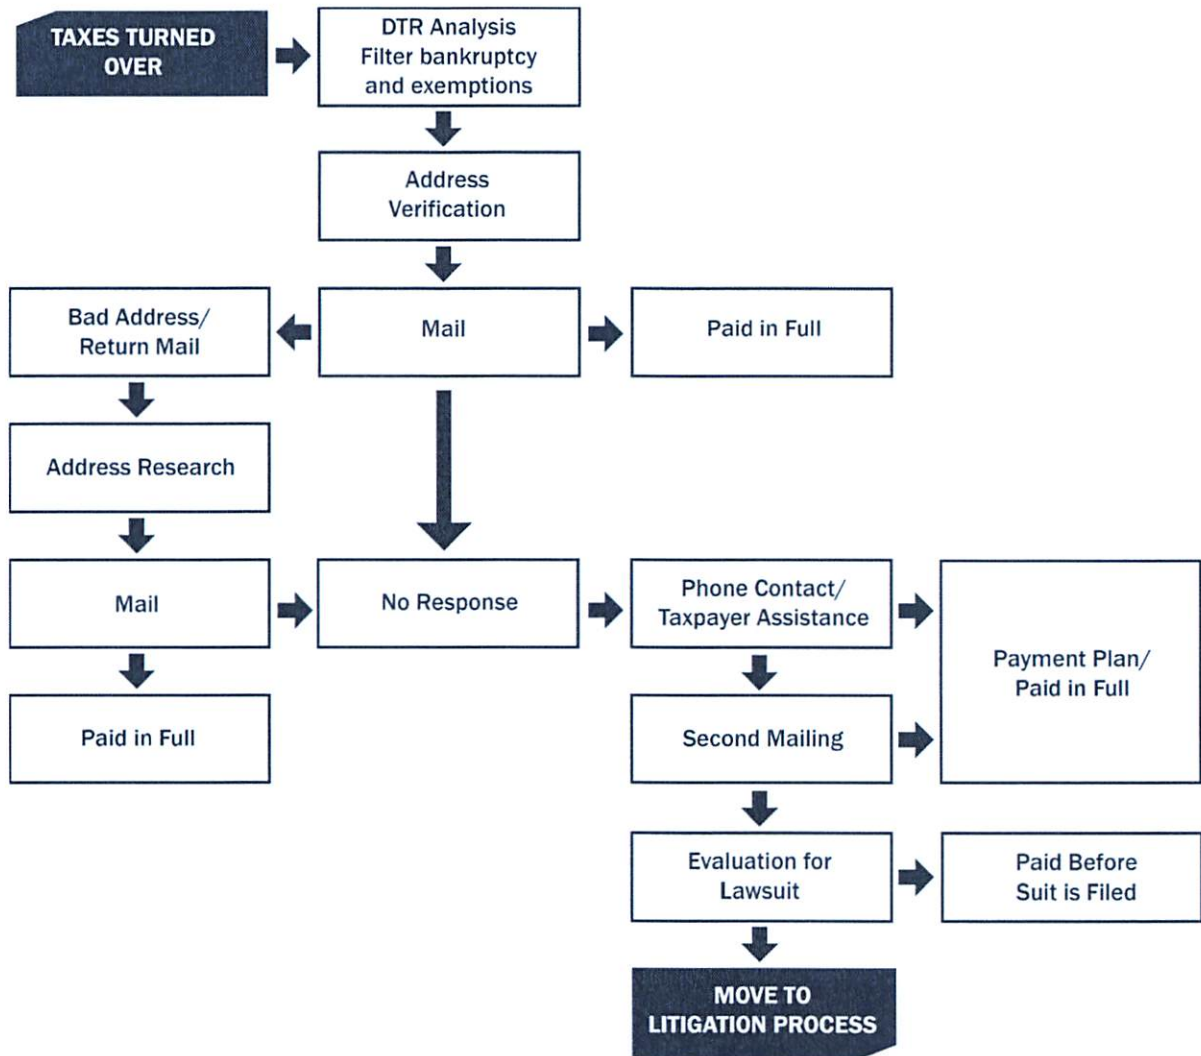 TAXES TURNED
OVER
DTR Analysis
Filter bankruptcy
and exemptions
Address
Verification
Bad Address/
Return Mail
Mail
Paid in Full
Address Research
Mail
No Response
Phone Contact/
Taxpayer Assistance
Payment Plan/
Paid in Full
Paid in Full
Second Mailing
Evaluation for
Lawsuit
Paid Before
Suit is Filed
MOVE TO
LITIGATION PROCESS